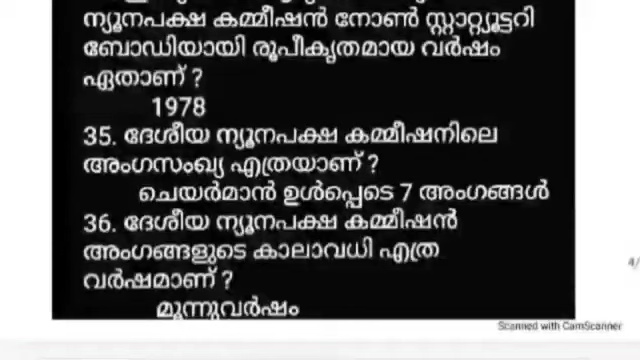 ന്യൂനപക്ഷ കമ്മീഷൻ നോൺ സ്റ്റാറ്റ്യൂട്ടറി
ബോഡിയായി രൂപീകൃതമായ വർഷം
ഏതാണ് ?
1978
35. ദേശീയ ന്യൂനപക്ഷ കമ്മീഷനിലെ
അംഗസംഖ്യ എത്രയാണ് ?
ചെയർമാൻ ഉൾപ്പെടെ 7 അംഗങ്ങൾ
36. ദേശീയ ന്യൂനപക്ഷ കമ്മീഷൻ
അംഗങ്ങളുടെ കാലാവധി എത്ര
വർഷമാണ് ?
മൂന്നുവർഷം
4/
Scanned with CamScanner